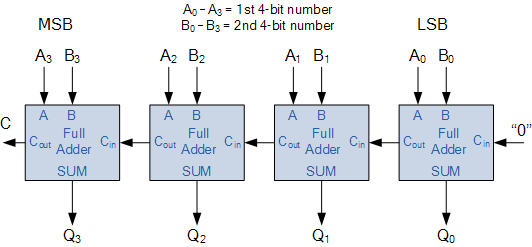 MSB A₀ – A₃ = 1st 4-bit number LSB
B₀ – B₃ = 2nd 4-bit number
A₃ B₃ A₂ B₂ A₁ B₁ A₀ B₀
A B A B A B A B
C Cout Full Adder Cin Cout Full Adder Cin Cout Full Adder Cin Cout Full Adder Cin "0"
SUM SUM SUM SUM
Q₃ Q₂ Q₁ Q₀